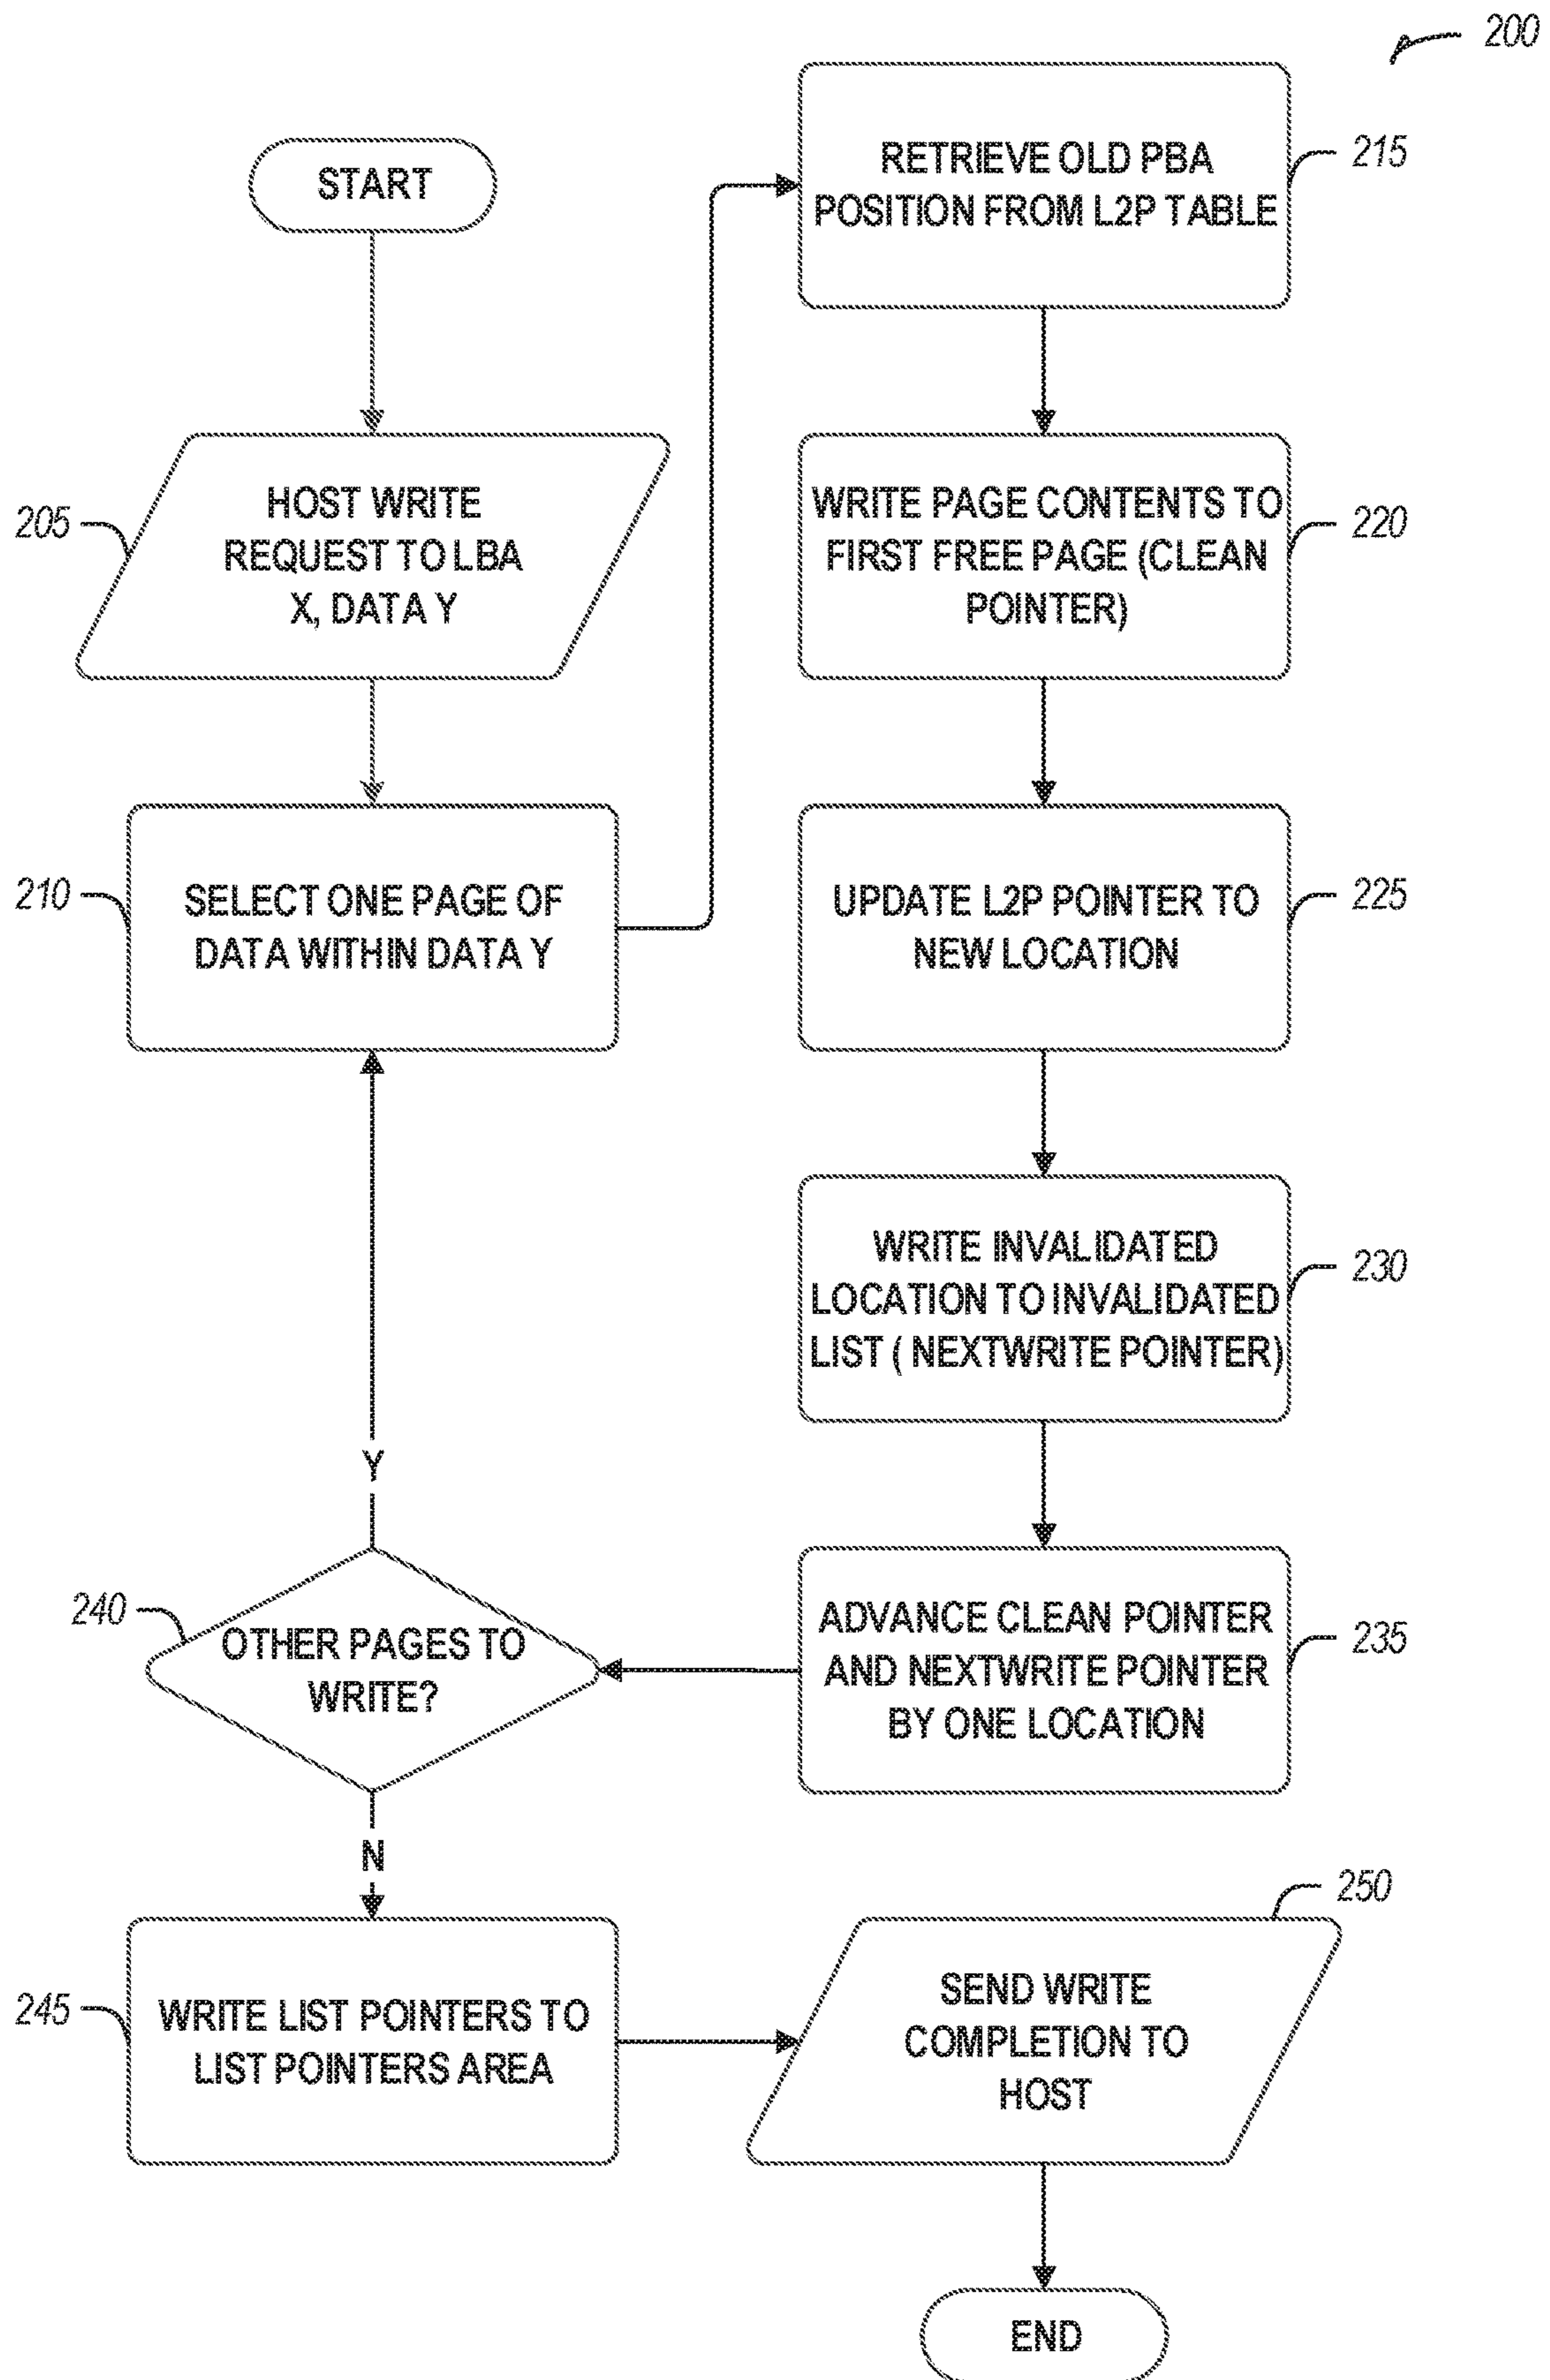 200
START
205
HOST WRITE
REQUEST TO LBA
X, DATA Y
210
SELECT ONE PAGE OF
DATA WITHIN DATA Y
215
RETRIEVE OLD PBA
POSITION FROM L2P TABLE
220
WRITE PAGE CONTENTS TO
FIRST FREE PAGE (CLEAN
POINTER)
225
UPDATE L2P POINTER TO
NEW LOCATION
230
WRITE INVALIDATED
LOCATION TO INVALIDATED
LIST ( NEXTWRITE POINTER)
235
ADVANCE CLEAN POINTER
AND NEXTWRITE POINTER
BY ONE LOCATION
240
OTHER PAGES TO
WRITE?
Y
N
245
WRITE LIST POINTERS TO
LIST POINTERS AREA
250
SEND WRITE
COMPLETION TO
HOST
END